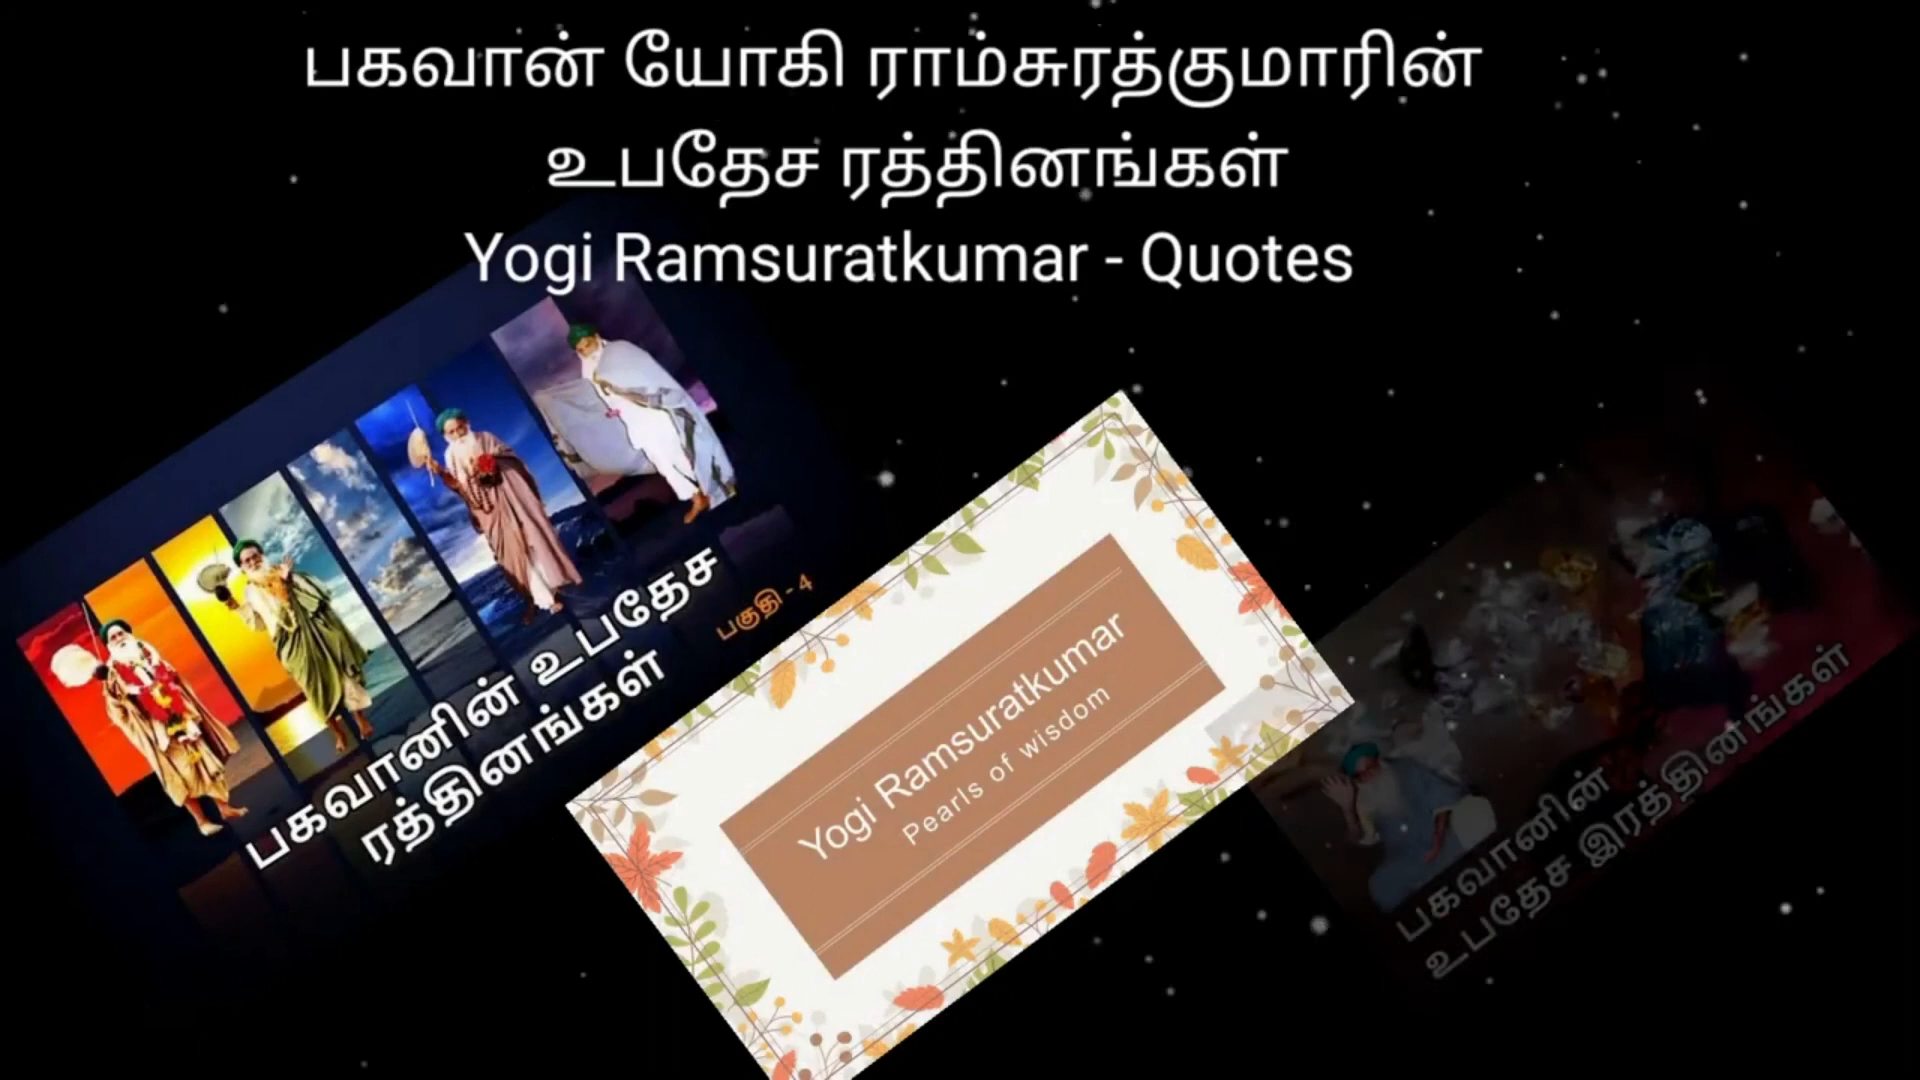 பகவான் யோகி ராம்சுரத்குமாரின்
உபதேச ரத்தினங்கள்
Yogi Ramsuratkumar - Quotes
பகவானின் உபதேச
ரத்தினங்கள்
பகுதி - 4
Yogi Ramsuratkumar
Pearls of wisdom
பகவானின்
உபதேச இரத்தினங்கள்